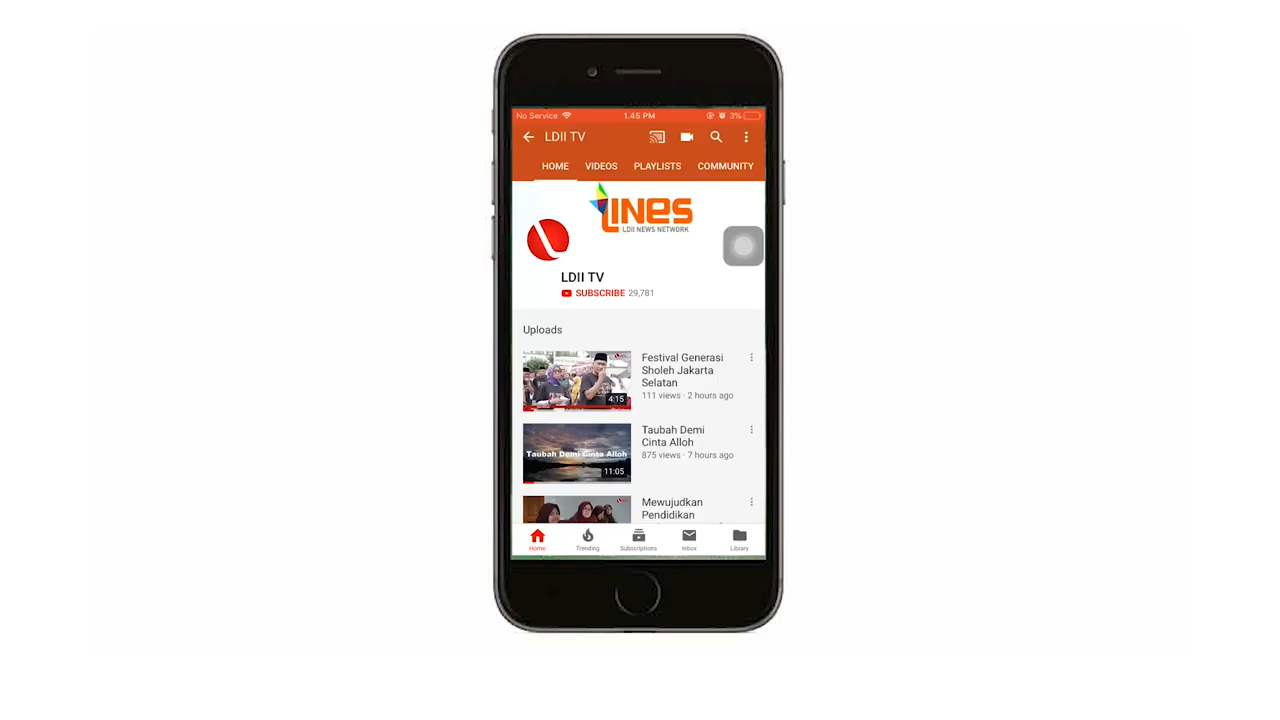 No Service 1.45 PM 3%
LDII TV
HOME VIDEOS PLAYLISTS COMMUNITY
LINES
LDII NEWS NETWORK
LDII TV
SUBSCRIBE 29,781
Uploads
Festival Generasi
Sholeh Jakarta
Selatan
111 views · 2 hours ago
4:15
Taubah Demi
Cinta Alloh
875 views · 7 hours ago
Taubah Demi Cinta Alloh
11:05
Mewujudkan
Pendidikan
Home Trending Subscriptions Inbox Library